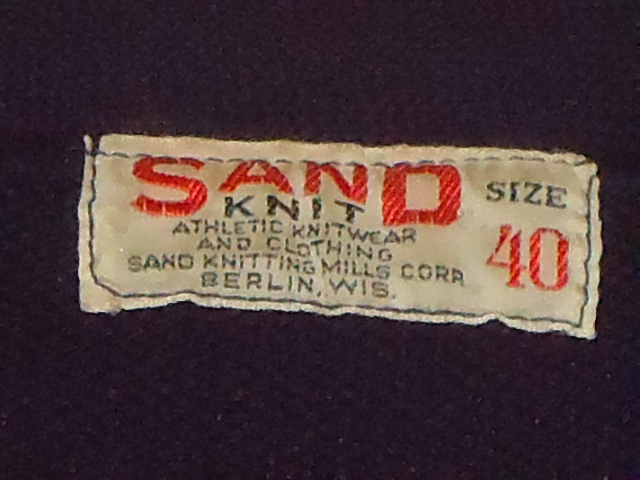 SAND
KNIT
ATHLETIC KNITWEAR
AND CLOTHING
SAND KNITTING MILLS CORP
BERLIN, WIS.
SIZE
40